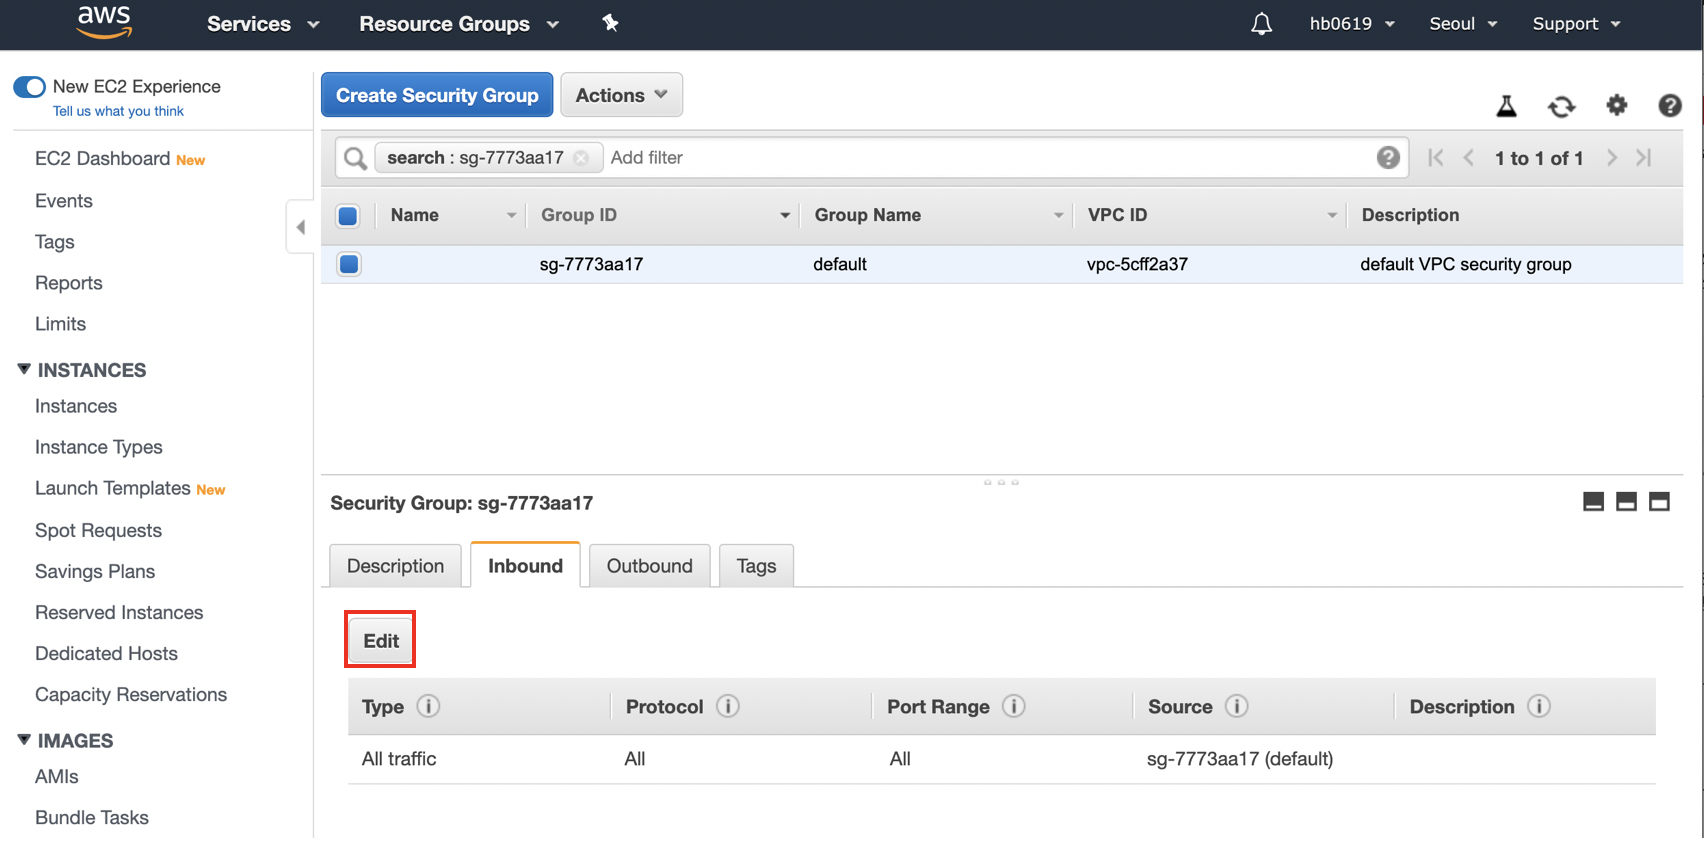 aws Services Resource Groups hb0619 Seoul Support
New EC2 Experience
Tell us what you think
EC2 Dashboard New
Events
Tags
Reports
Limits
INSTANCES
Instances
Instance Types
Launch Templates New
Spot Requests
Savings Plans
Reserved Instances
Dedicated Hosts
Capacity Reservations
IMAGES
AMIs
Bundle Tasks
Create Security Group Actions
search : sg-7773aa17 Add filter 1 to 1 of 1
Name Group ID Group Name VPC ID Description
sg-7773aa17 default vpc-5cff2a37 default VPC security group
Security Group: sg-7773aa17
Description Inbound Outbound Tags
Edit
Type Protocol Port Range Source Description
All traffic All All sg-7773aa17 (default)